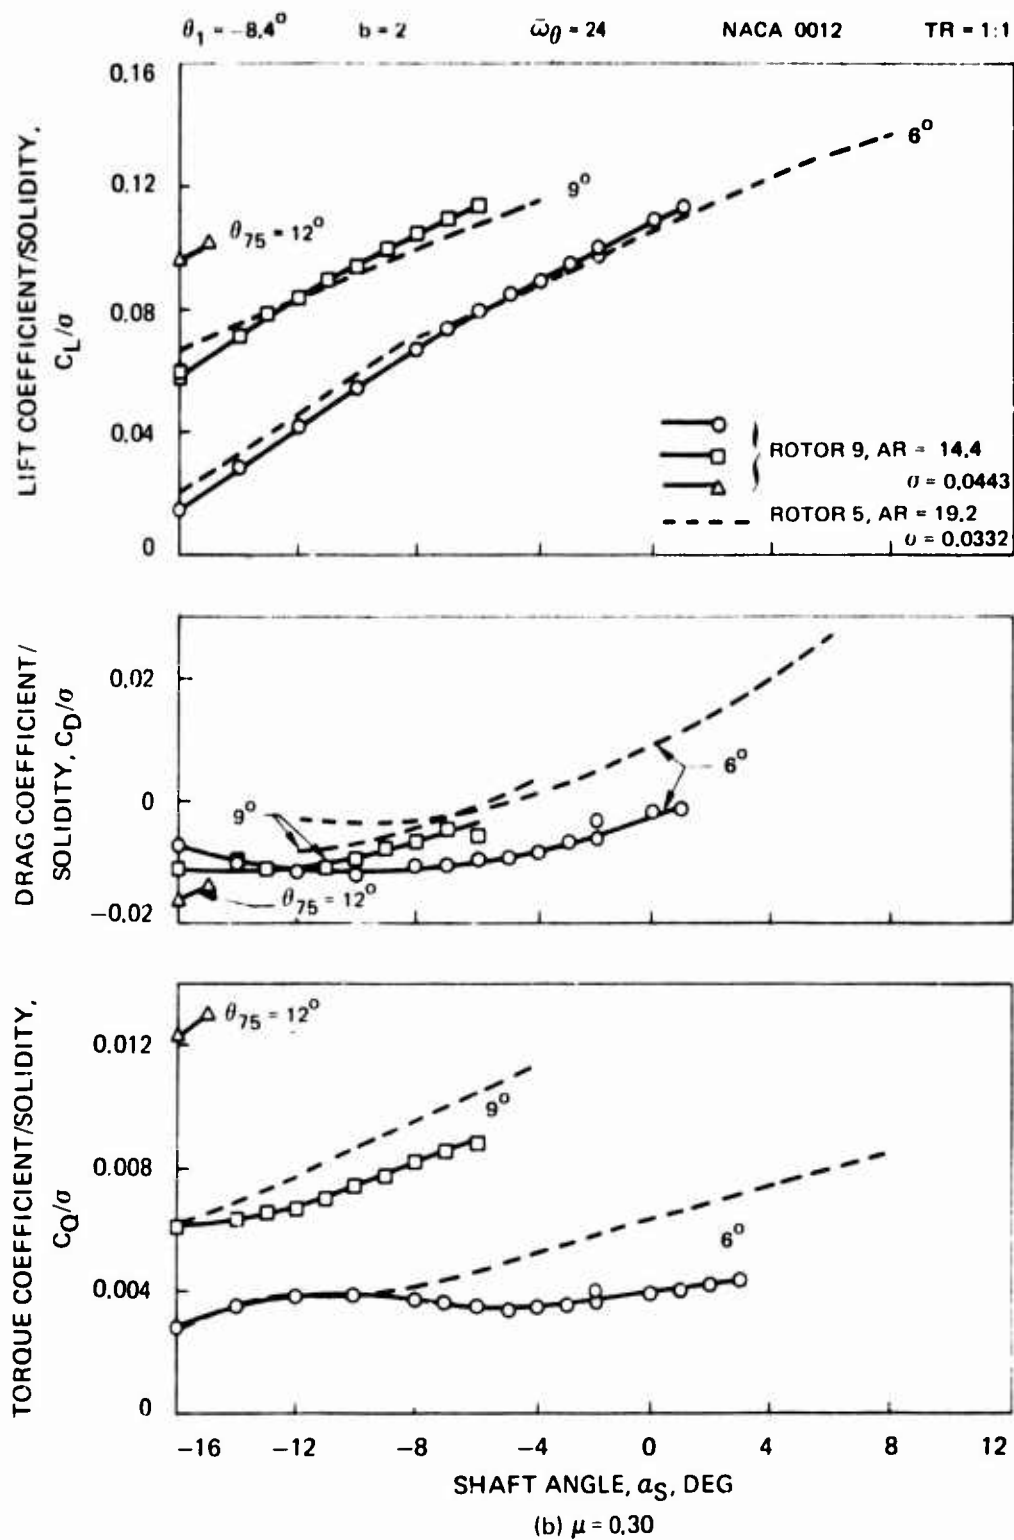 θ1 = −8.4° b = 2 ω̄θ = 24 NACA 0012 TR = 1:1
LIFT COEFFICIENT/SOLIDITY,
CL/σ
0.16
0.12
0.08
0.04
0
θ75 = 12°
9°
6°
ROTOR 9, AR = 14.4
σ = 0.0443
ROTOR 5, AR = 19.2
σ = 0.0332
DRAG COEFFICIENT/
SOLIDITY, CD/σ
0.02
0
−0.02
9°
6°
θ75 = 12°
TORQUE COEFFICIENT/SOLIDITY,
CQ/σ
0.012
0.008
0.004
0
θ75 = 12°
9°
6°
−16 −12 −8 −4 0 4 8 12
SHAFT ANGLE, αS, DEG
(b) μ = 0.30